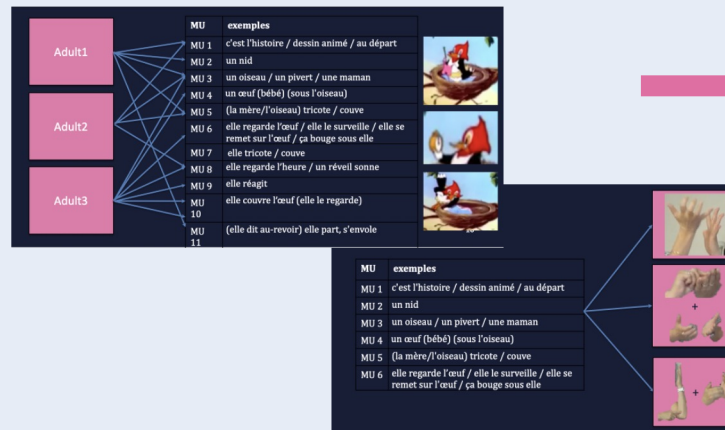 Adult1
Adult2
Adult3
MU exemples
MU 1 c'est l'histoire / dessin animé / au départ
MU 2 un nid
MU 3 un oiseau / un pivert / une maman
MU 4 un œuf (bébé) (sous l'oiseau)
MU 5 (la mère/l'oiseau) tricote / couve
MU 6 elle regarde l'œuf / elle le surveille / elle se
remet sur l'œuf / ça bouge sous elle
MU 7 elle tricote / couve
MU 8 elle regarde l'heure / un réveil sonne
MU 9 elle réagit
MU elle couvre l'œuf (elle le regarde)
10
MU (elle dit au-revoir) elle part, s'envole
11
MU exemples
MU 1 c'est l'histoire / dessin animé / au départ
MU 2 un nid
MU 3 un oiseau / un pivert / une maman
MU 4 un œuf (bébé) (sous l'oiseau)
MU 5 (la mère/l'oiseau) tricote / couve
MU 6 elle regarde l'œuf / elle le surveille / elle se
remet sur l'œuf / ça bouge sous elle
+
+